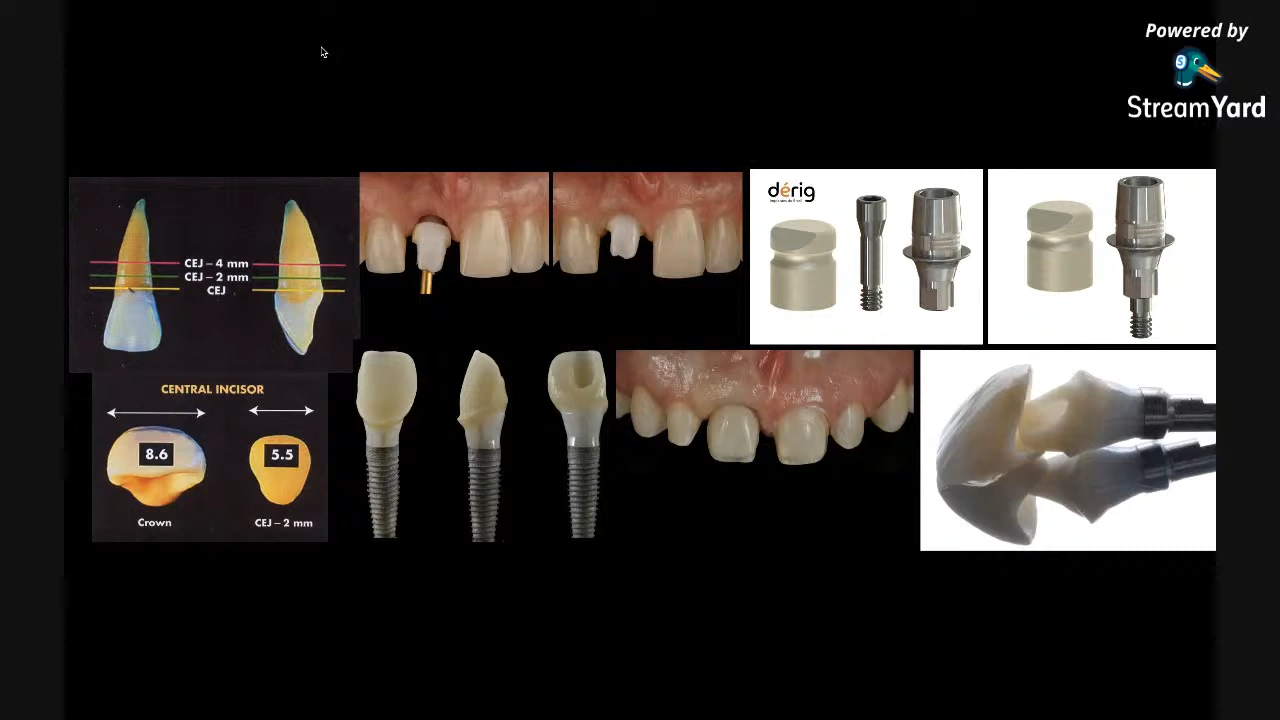 Powered by
StreamYard
CEJ – 4 mm
CEJ – 2 mm
CEJ
CENTRAL INCISOR
8.6
5.5
Crown
CEJ – 2 mm
dérig